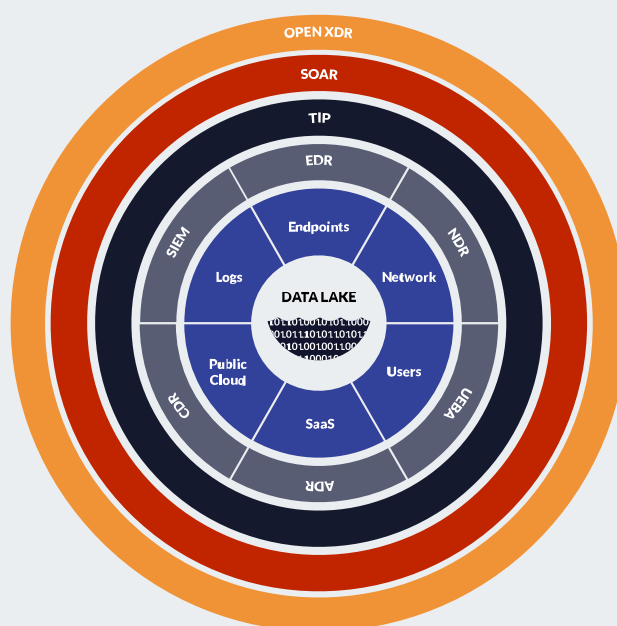 OPEN XDR
SOAR
TIP
EDR
SIEM
NDR
Endpoints
Logs
Network
DATA LAKE
Public
Cloud
Users
SaaS
CDR
UEBA
ADR